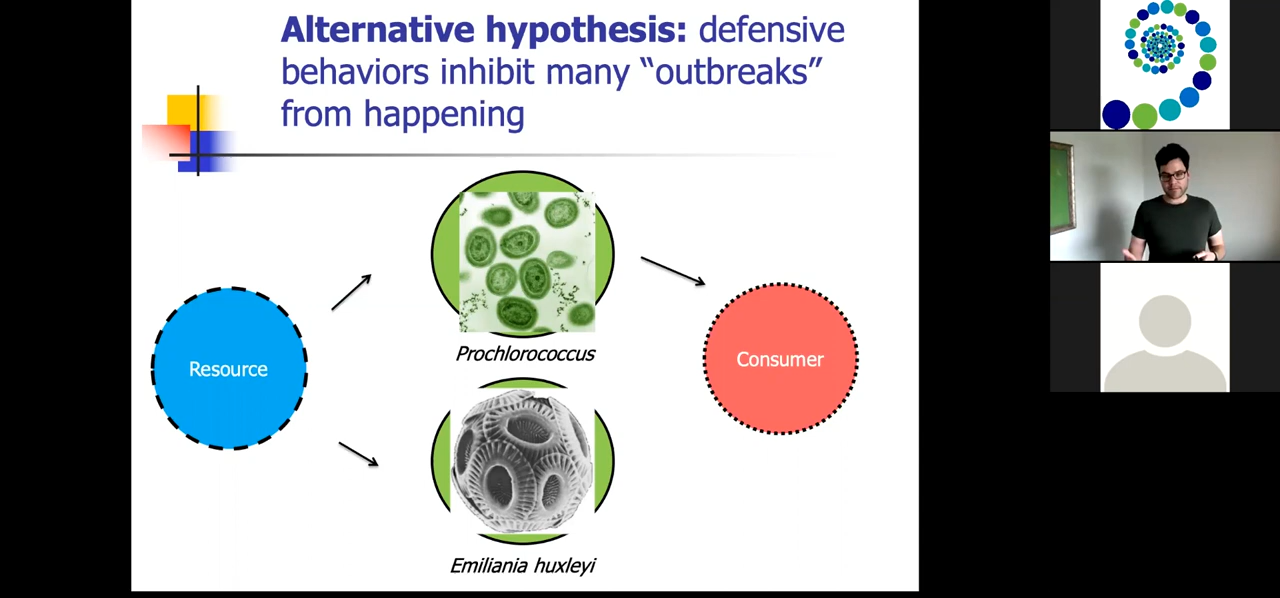 Alternative hypothesis: defensive
behaviors inhibit many “outbreaks”
from happening
Prochlorococcus
Resource
Consumer
Emiliania huxleyi